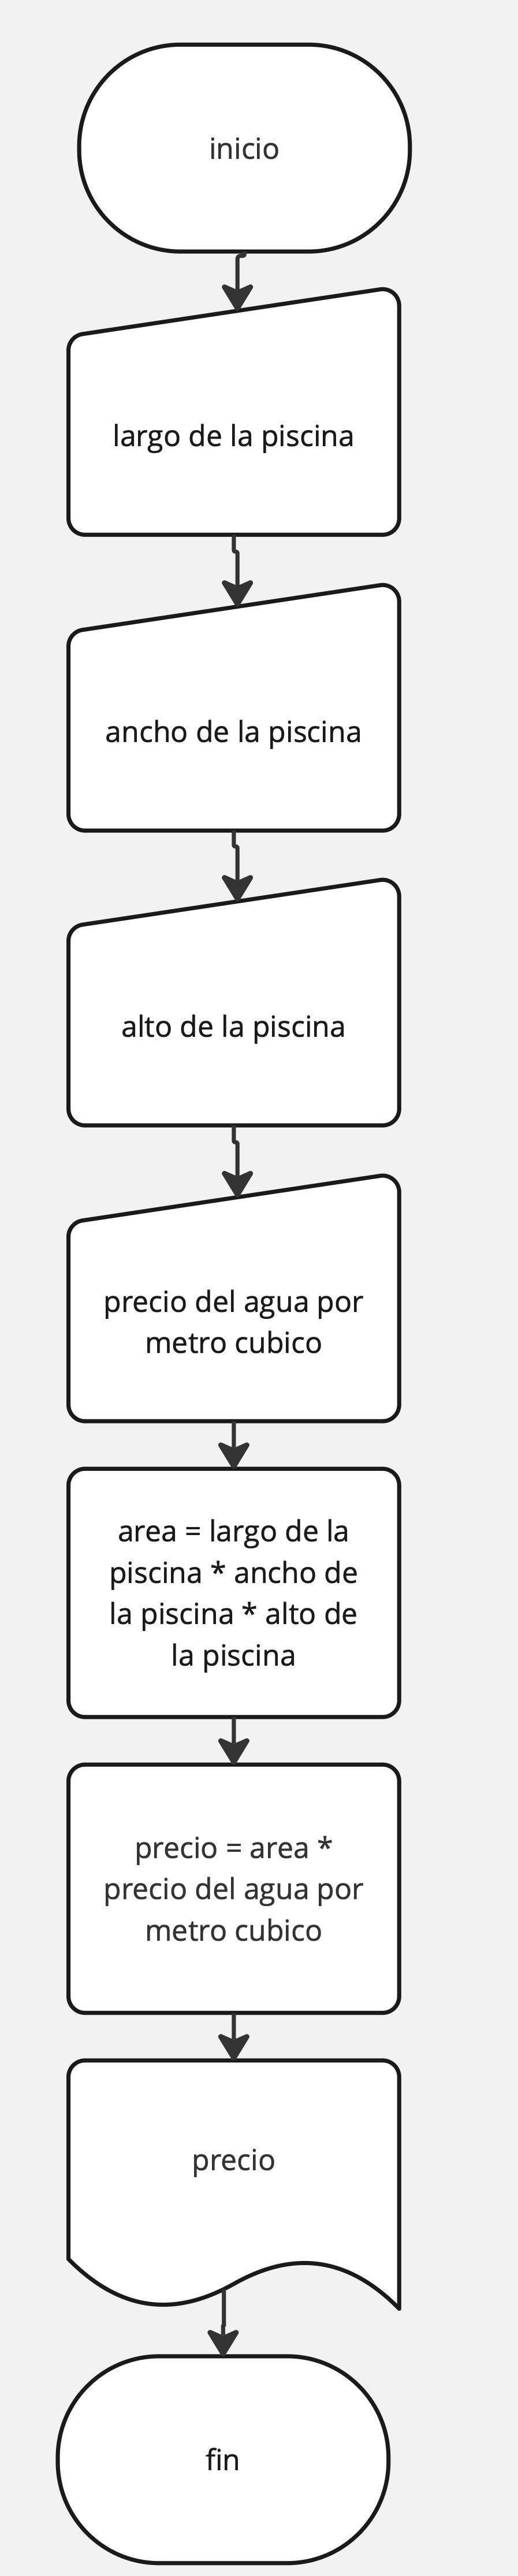 inicio
largo de la piscina
ancho de la piscina
alto de la piscina
precio del agua por
metro cubico
area = largo de la
piscina * ancho de
la piscina * alto de
la piscina
precio = area *
precio del agua por
metro cubico
precio
fin